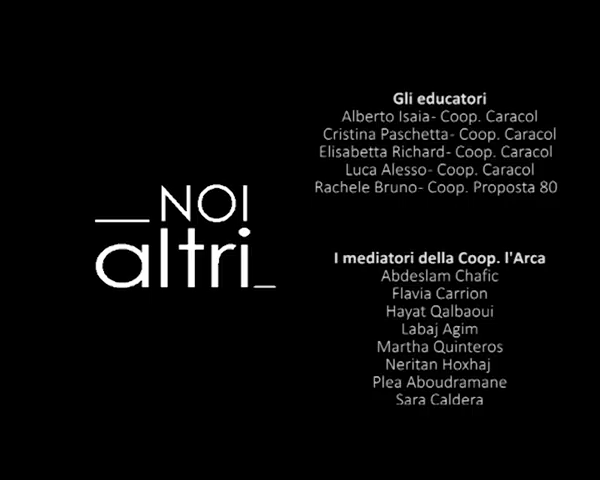 __ NOI
altri_
Gli educatori
Alberto Isaia- Coop. Caracol
Cristina Paschetta- Coop. Caracol
Elisabetta Richard- Coop. Caracol
Luca Alesso- Coop. Caracol
Rachele Bruno- Coop. Proposta 80
I mediatori della Coop. l'Arca
Abdeslam Chafic
Flavia Carrion
Hayat Qalbaoui
Labaj Agim
Martha Quinteros
Neritan Hoxhaj
Plea Aboudramane
Sara Caldera